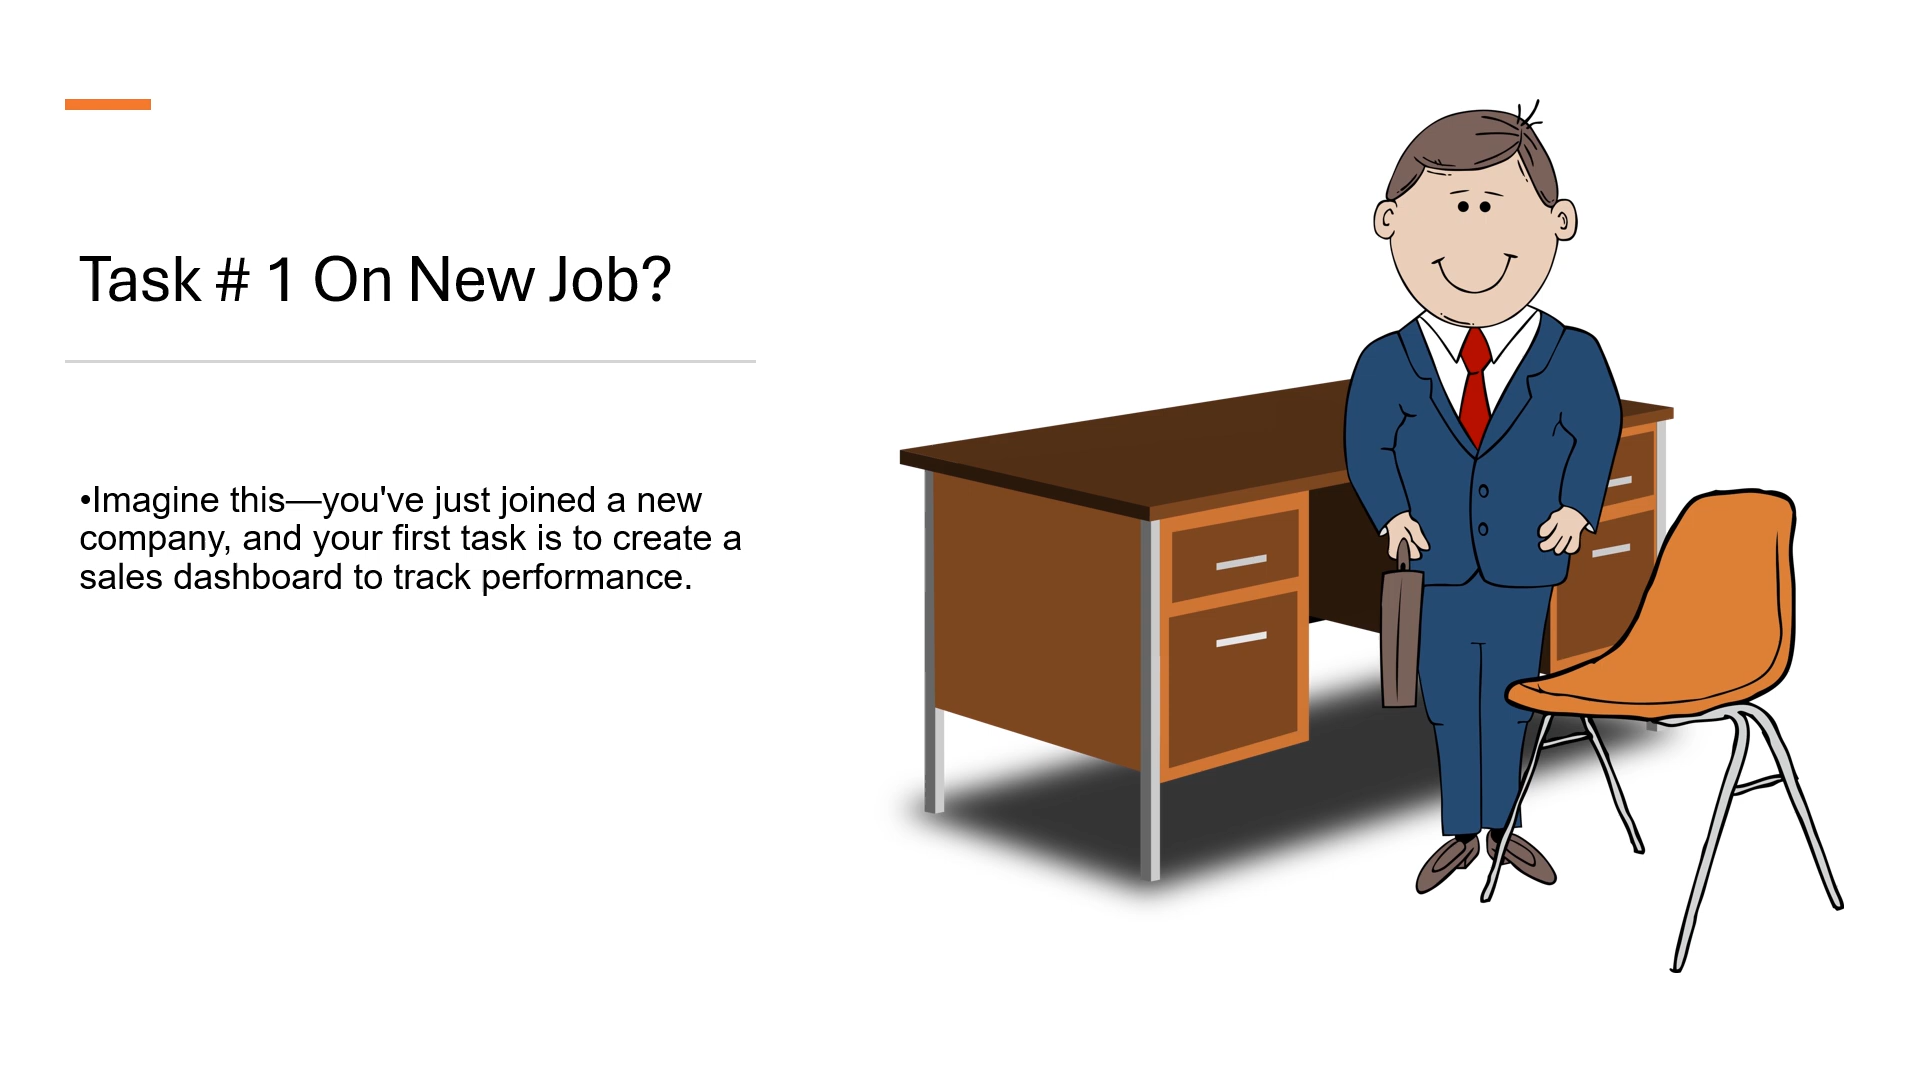 Task # 1 On New Job?
•Imagine this—you've just joined a new
company, and your first task is to create a
sales dashboard to track performance.